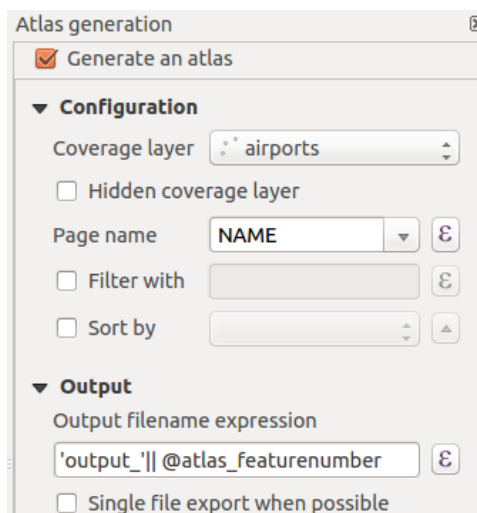 Atlas generation
Generate an atlas
Configuration
Coverage layer airports
Hidden coverage layer
Page name NAME ε
Filter with ε
Sort by
Output
Output filename expression
'output_'|| @atlas_featurenumber ε
Single file export when possible